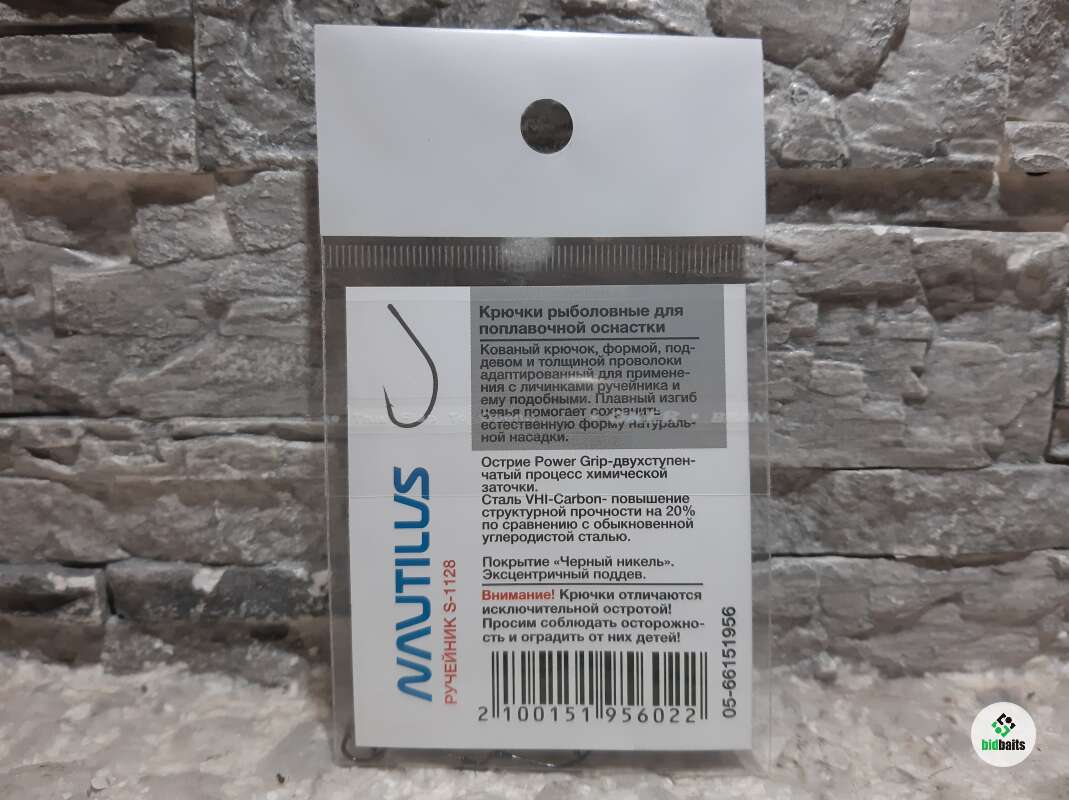 Крючки рыболовные для
поплавочной оснастки
Кованый крючок, формой, под-
девом и толщиной проволоки
адаптированный для примене-
ния с личинками ручейника и
ему подобными. Плавный изгиб
цевья помогает сохранить
естественную форму натураль-
ной насадки.
Острие Power Grip-двухступен-
чатый процесс химической
заточки.
Сталь VHI-Carbon- повышение
структурной прочности на 20%
по сравнению с обыкновенной
углеродистой сталью.
Покрытие «Черный никель».
Эксцентричный поддев.
Внимание! Крючки отличаются
исключительной остротой!
Просим соблюдать осторожно-
сть и оградить от них детей!
2 100151 956022
05-66151956
NAUTILUS
РУЧЕЙНИК S-1128
bidbaits